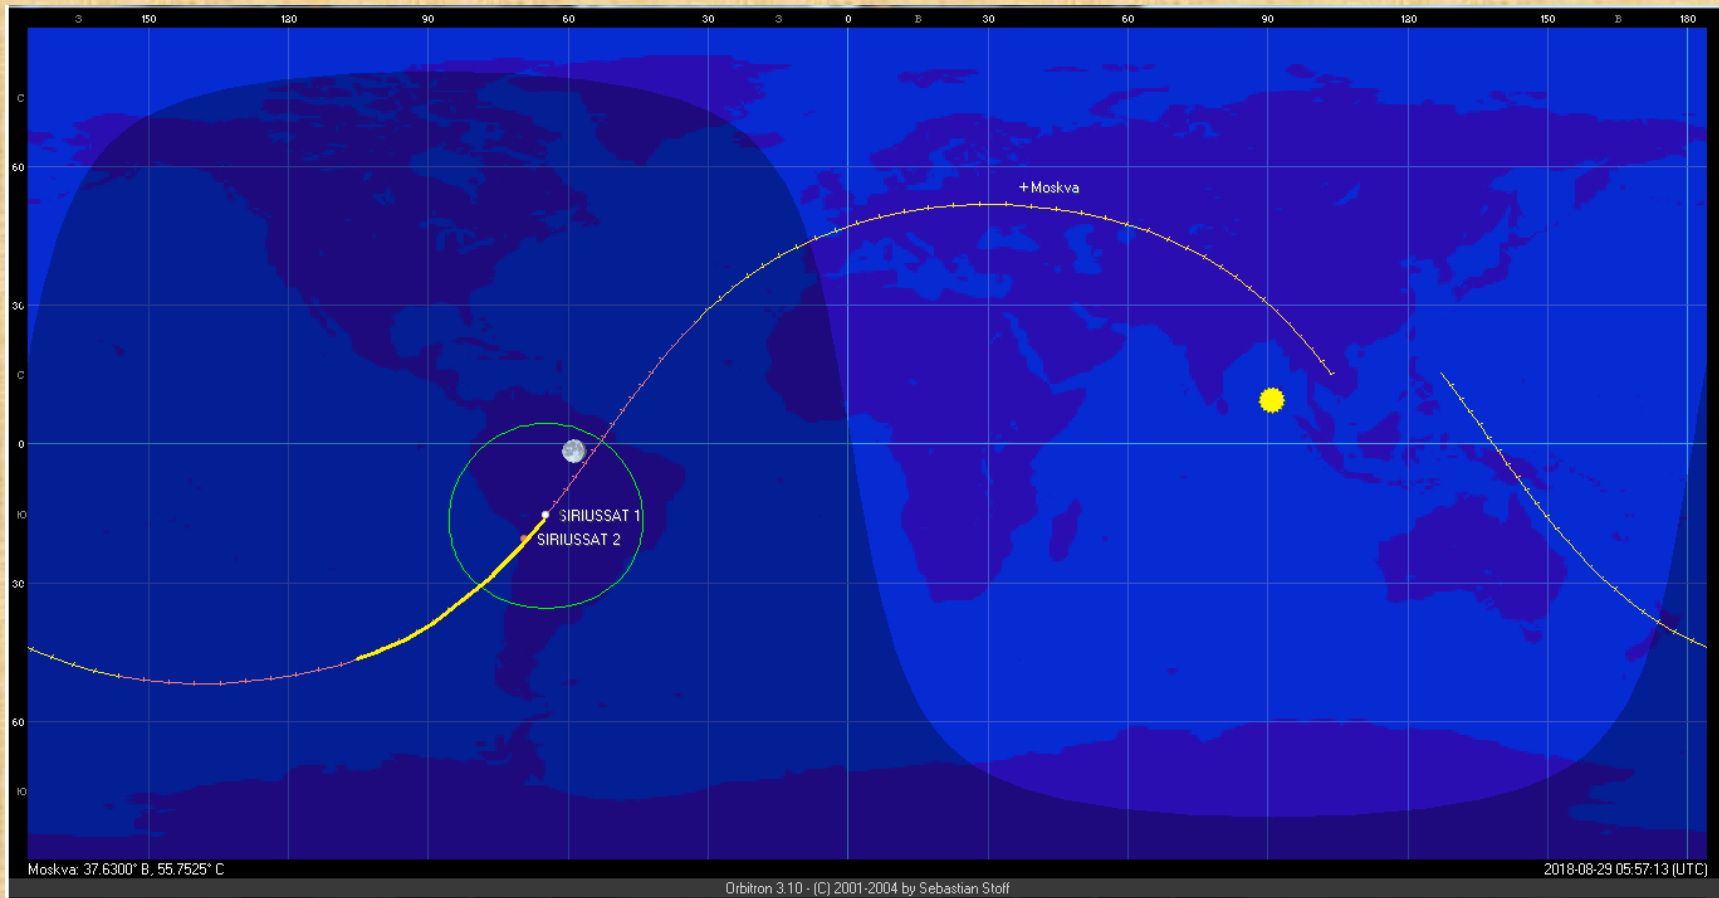 З 150 120 90 60 30 З 0 В 30 60 90 120 150 В 180
С
60
+Moskva
30
С
0
Ю
SIRIUSSAT 1
SIRIUSSAT 2
30
60
Ю
Moskva: 37.6300° В, 55.7525° С
2018-08-29 05:57:13 (UTC)
Orbitron 3.10 - (C) 2001-2004 by Sebastian Stoff